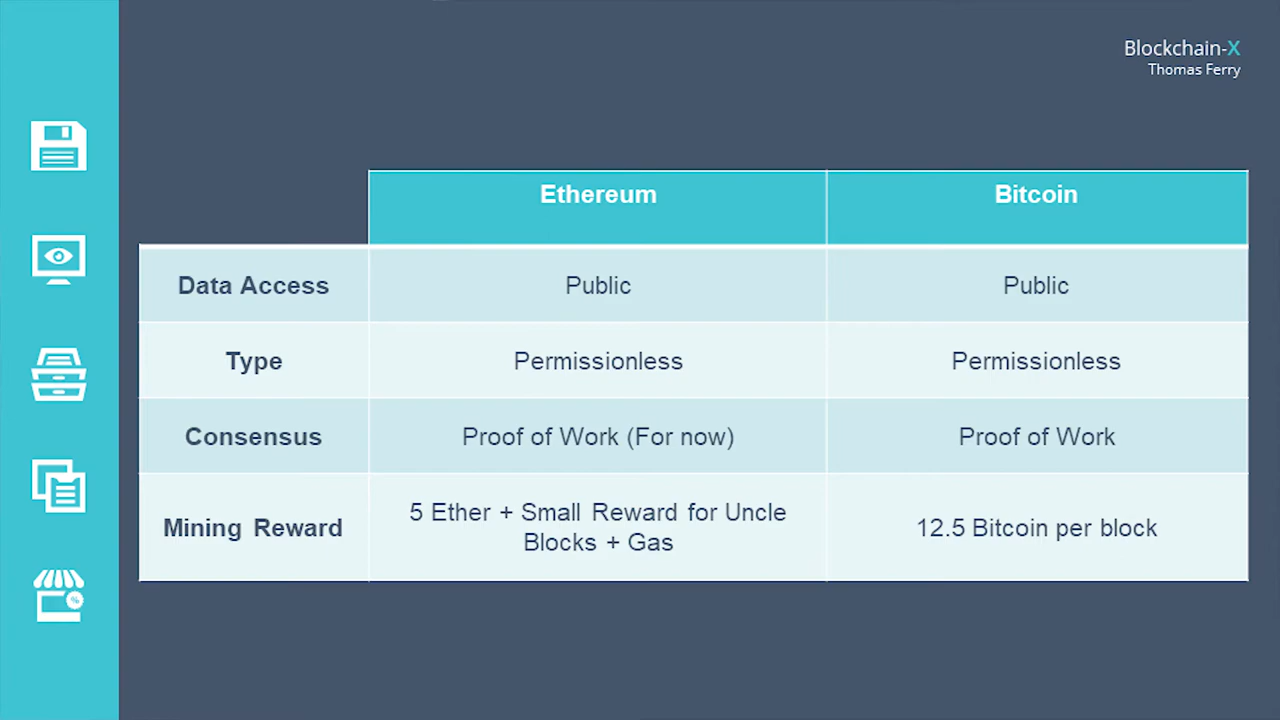 Blockchain-X
Thomas Ferry
Ethereum
Bitcoin
Data Access
Public
Public
Type
Permissionless
Permissionless
Consensus
Proof of Work (For now)
Proof of Work
Mining Reward
5 Ether + Small Reward for Uncle
Blocks + Gas
12.5 Bitcoin per block
%